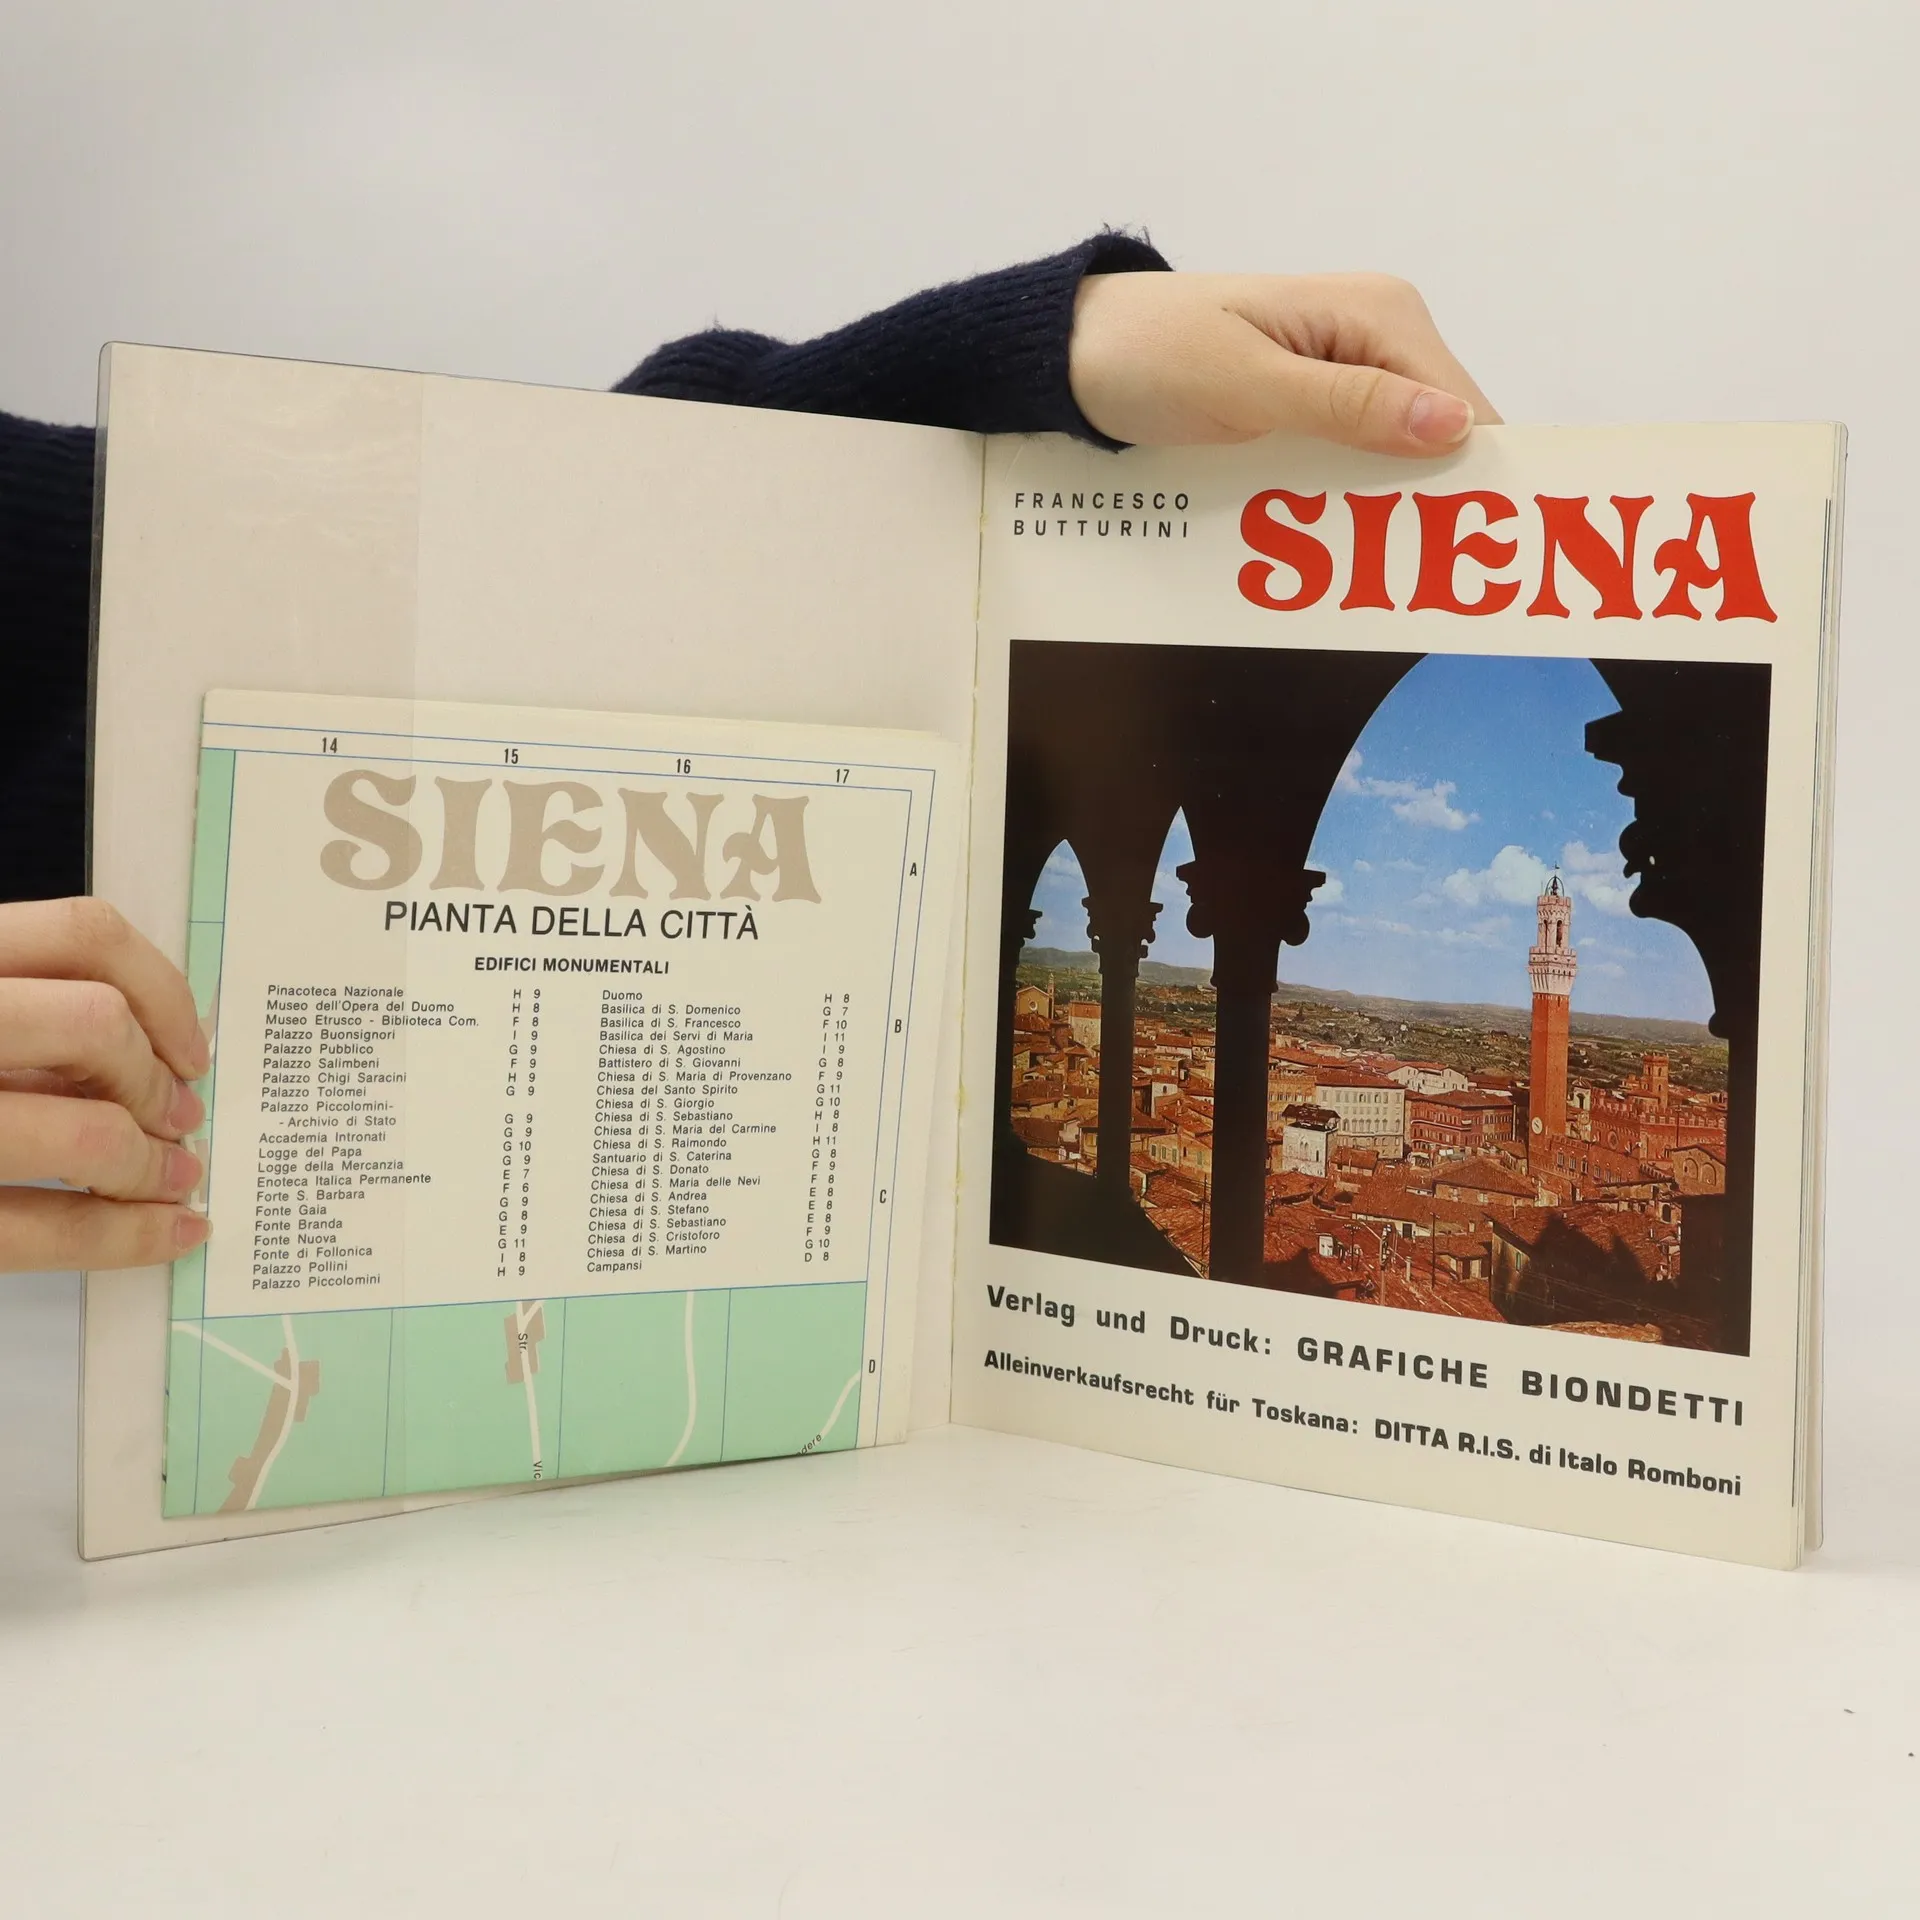 14 15 16 17
SIENA
PIANTA DELLA CITTÀ
EDIFICI MONUMENTALI
Pinacoteca Nazionale H 9
Museo dell'Opera del Duomo H 8
Museo Etrusco - Biblioteca Com. F 8
Palazzo Buonsignori I 9
Palazzo Pubblico G 9
Palazzo Salimbeni F 9
Palazzo Chigi Saracini H 9
Palazzo Tolomei G 9
Palazzo Piccolomini-
- Archivio di Stato G 9
Accademia Intronati G 9
Logge del Papa G 10
Logge della Mercanzia G 9
Enoteca Italica Permanente E 7
Forte S. Barbara F 6
Fonte Gaia G 9
Fonte Branda G 8
Fonte Nuova E 9
Fonte di Follonica G 11
Palazzo Pollini I 8
Palazzo Piccolomini H 9
Duomo H 8
Basilica di S. Domenico G 7
Basilica di S. Francesco F 10
Basilica dei Servi di Maria I 11
Chiesa di S. Agostino I 9
Battistero di S. Giovanni G 8
Chiesa di S. Maria di Provenzano F 9
Chiesa del Santo Spirito G 11
Chiesa di S. Giorgio G 10
Chiesa di S. Sebastiano H 8
Chiesa di S. Maria del Carmine I 8
Chiesa di S. Raimondo H 11
Santuario di S. Caterina G 8
Chiesa di S. Donato F 9
Chiesa di S. Maria delle Nevi F 8
Chiesa di S. Andrea E 8
Chiesa di S. Stefano E 8
Chiesa di S. Sebastiano E 8
Chiesa di S. Cristoforo F 9
Chiesa di S. Martino G 10
Campansi D 8
A
B
C
D
Str.
Vic
dere
FRANCESCO
BUTTURINI
SIENA
Verlag und Druck: GRAFICHE BIONDETTI
Alleinverkaufsrecht für Toskana: DITTA R.I.S. di Italo Romboni